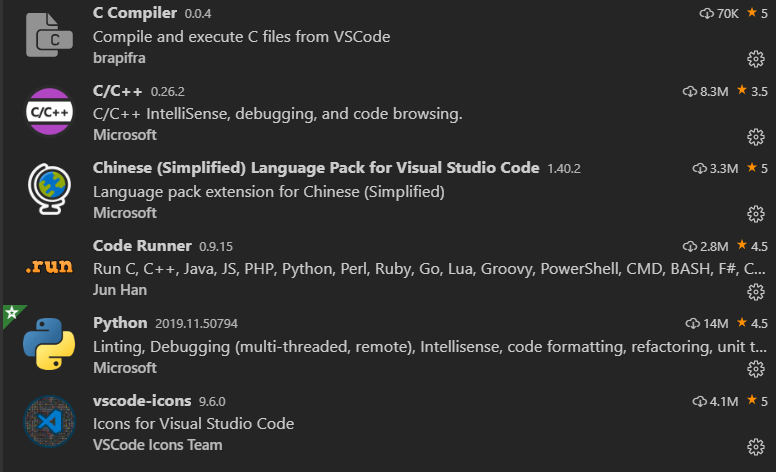 C Compiler 0.0.4 70K 5
Compile and execute C files from VSCode
brapifra
C/C++ 0.26.2 8.3M 3.5
C/C++ C/C++ IntelliSense, debugging, and code browsing.
Microsoft
Chinese (Simplified) Language Pack for Visual Studio Code 1.40.2 3.3M 5
Language pack extension for Chinese (Simplified)
Microsoft
Code Runner 0.9.15 2.8M 4.5
.run Run C, C++, Java, JS, PHP, Python, Perl, Ruby, Go, Lua, Groovy, PowerShell, CMD, BASH, F#, C...
Jun Han
Python 2019.11.50794 14M 4.5
Linting, Debugging (multi-threaded, remote), Intellisense, code formatting, refactoring, unit t...
Microsoft
vscode-icons 9.6.0 4.1M 5
Icons for Visual Studio Code
VSCode Icons Team